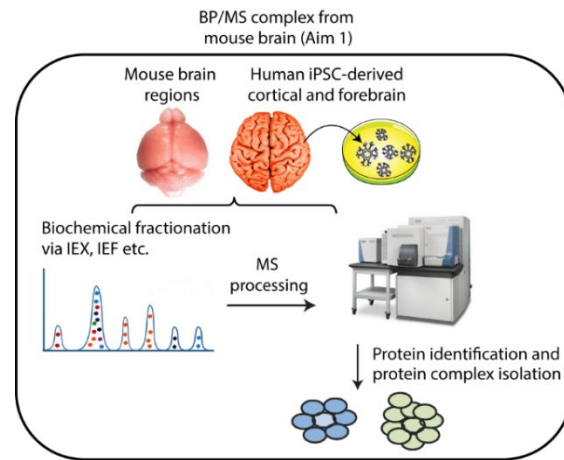 BP/MS complex from
mouse brain (Aim 1)
Mouse brain
regions
Human iPSC-derived
cortical and forebrain
Biochemical fractionation
via IEX, IEF etc.
MS
processing
Protein identification and
protein complex isolation